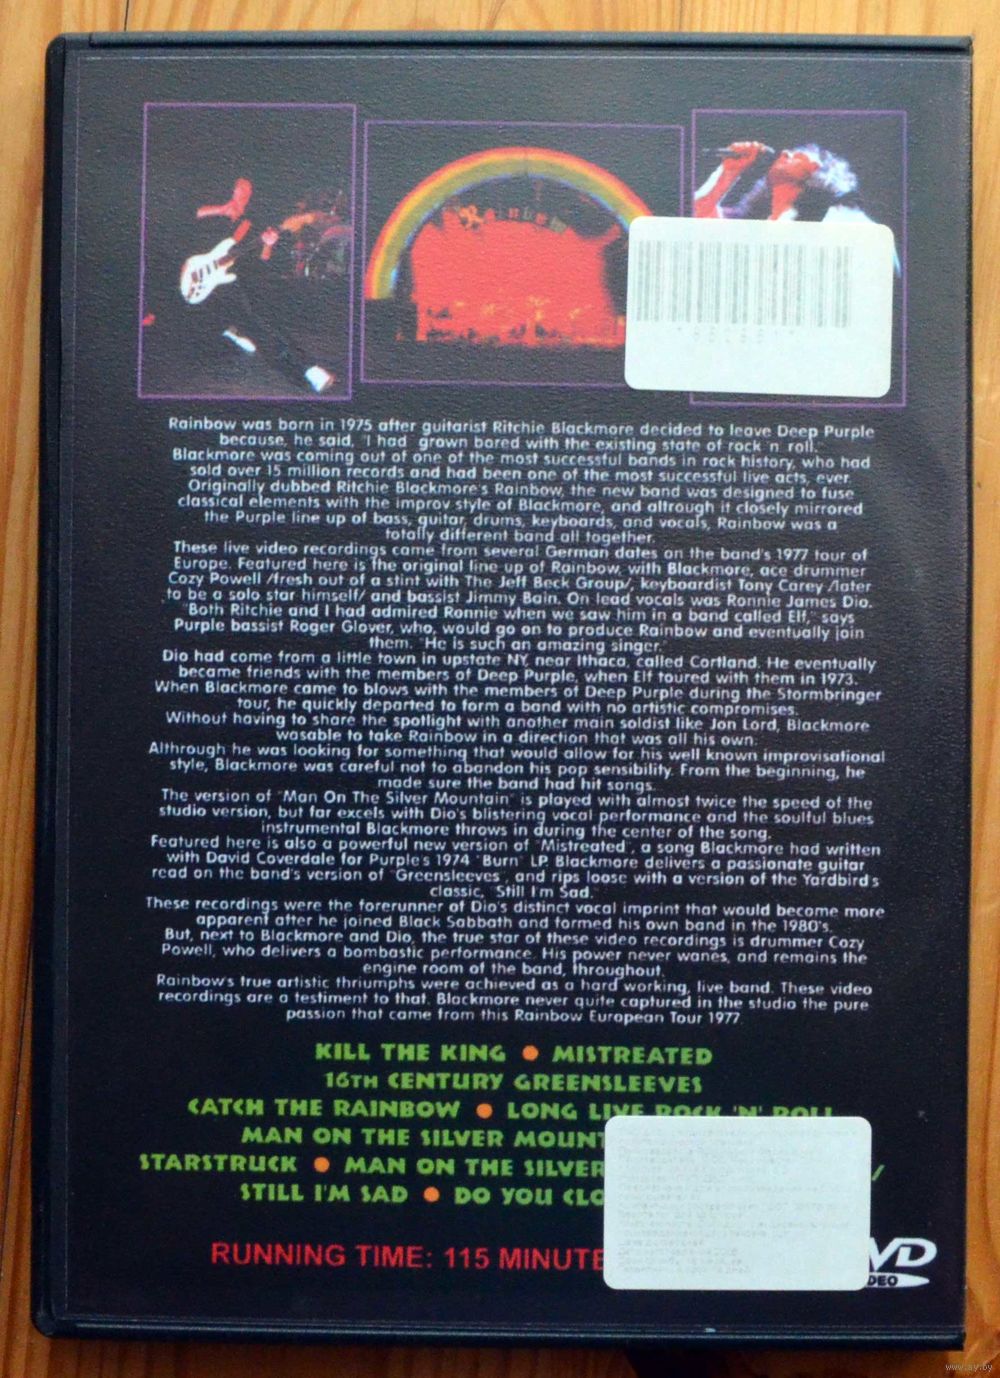 Rainbow
Rainbow was born in 1975 after guitarist Ritchie Blackmore decided to leave Deep Purple
because, he said, "I had grown bored with the existing state of rock 'n' roll."
Blackmore was coming out of one of the most successful bands in rock history, who had
sold over 15 million records and had been one of the most successful live acts, ever.
Originally dubbed Ritchie Blackmore's Rainbow, the new band was designed to fuse
classical elements with the improv style of Blackmore, and altrough it closely mirrored
the Purple line up of bass, guitar, drums, keyboards, and vocals, Rainbow was a
totally different band all together.
These live video recordings came from several German dates on the band's 1977 tour of
Europe. Featured here is the original line up of Rainbow, with Blackmore, ace drummer
Cozy Powell /fresh out of a stint with The Jeff Beck Group/, keyboardist Tony Carey /later
to be a solo star himself/ and bassist Jimmy Bain. On lead vocals was Ronnie James Dio.
"Both Ritchie and I had admired Ronnie when we saw him in a band called Elf," says
Purple bassist Roger Glover, who, would go on to produce Rainbow and eventually join
them. "He is such an amazing singer."
Dio had come from a little town in upstate NY, near Ithaca, called Cortland. He eventually
became friends with the members of Deep Purple, when Elf toured with them in 1973.
When Blackmore came to blows with the members of Deep Purple during the Stormbringer
tour, he quickly departed to form a band with no artistic compromises.
Without having to share the spotlight with another main soldist like Jon Lord, Blackmore
wasable to take Rainbow in a direction that was all his own.
Although he was looking for something that would allow for his well known improvisational
style, Blackmore was careful not to abandon his pop sensibility. From the beginning, he
made sure the band had hit songs.
The version of "Man On The Silver Mountain" is played with almost twice the speed of the
studio version, but far excels with Dio's blistering vocal performance and the soulful blues
instrumental Blackmore throws in during the center of the song.
Featured here is also a powerful new version of "Mistreated", a song Blackmore had written
with David Coverdale for Purple's 1974 "Burn" LP. Blackmore delivers a passionate guitar
read on the band's version of "Greensleeves", and rips loose with a version of the Yardbird's
classic, "Still I'm Sad."
These recordings were the forerunner of Dio's distinct vocal imprint that would become more
apparent after he joined Black Sabbath and formed his own band in the 1980's.
But, next to Blackmore and Dio, the true star of these video recordings is drummer Cozy
Powell, who delivers a bombastic performance. His power never wanes, and remains the
engine room of the band, throughout.
Rainbow's true artistic thriumphs were achieved as a hard working, live band. These video
recordings are a testiment to that. Blackmore never quite captured in the studio the pure
passion that came from this Rainbow European Tour 1977.
KILL THE KING ● MISTREATED
16TH CENTURY GREENSLEEVES
CATCH THE RAINBOW ● LONG LIVE ROCK 'N' ROLL
MAN ON THE SILVER MOUNT
STARSTRUCK ● MAN ON THE SILVER /
STILL I'M SAD ● DO YOU CLO
RUNNING TIME: 115 MINUTE
DVD
VIDEO
www.ay.by